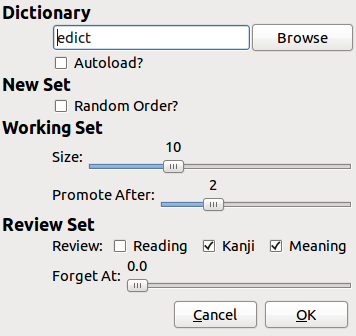 Dictionary
edict Browse
Autoload?
New Set
Random Order?
Working Set
10
Size:
2
Promote After:
Review Set
Review: Reading Kanji Meaning
0.0
Forget At:
Cancel OK